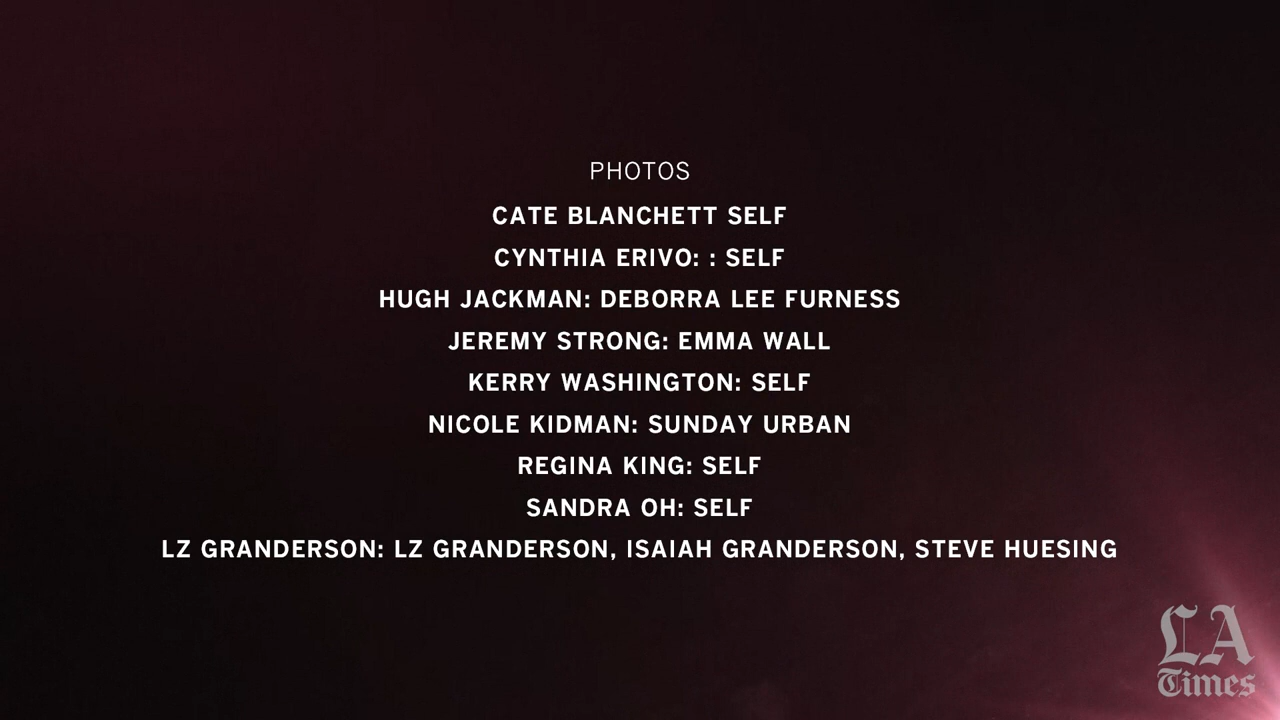 PHOTOS
CATE BLANCHETT SELF
CYNTHIA ERIVO: : SELF
HUGH JACKMAN: DEBORRA LEE FURNESS
JEREMY STRONG: EMMA WALL
KERRY WASHINGTON: SELF
NICOLE KIDMAN: SUNDAY URBAN
REGINA KING: SELF
SANDRA OH: SELF
LZ GRANDERSON: LZ GRANDERSON, ISAIAH GRANDERSON, STEVE HUESING
LA
Times